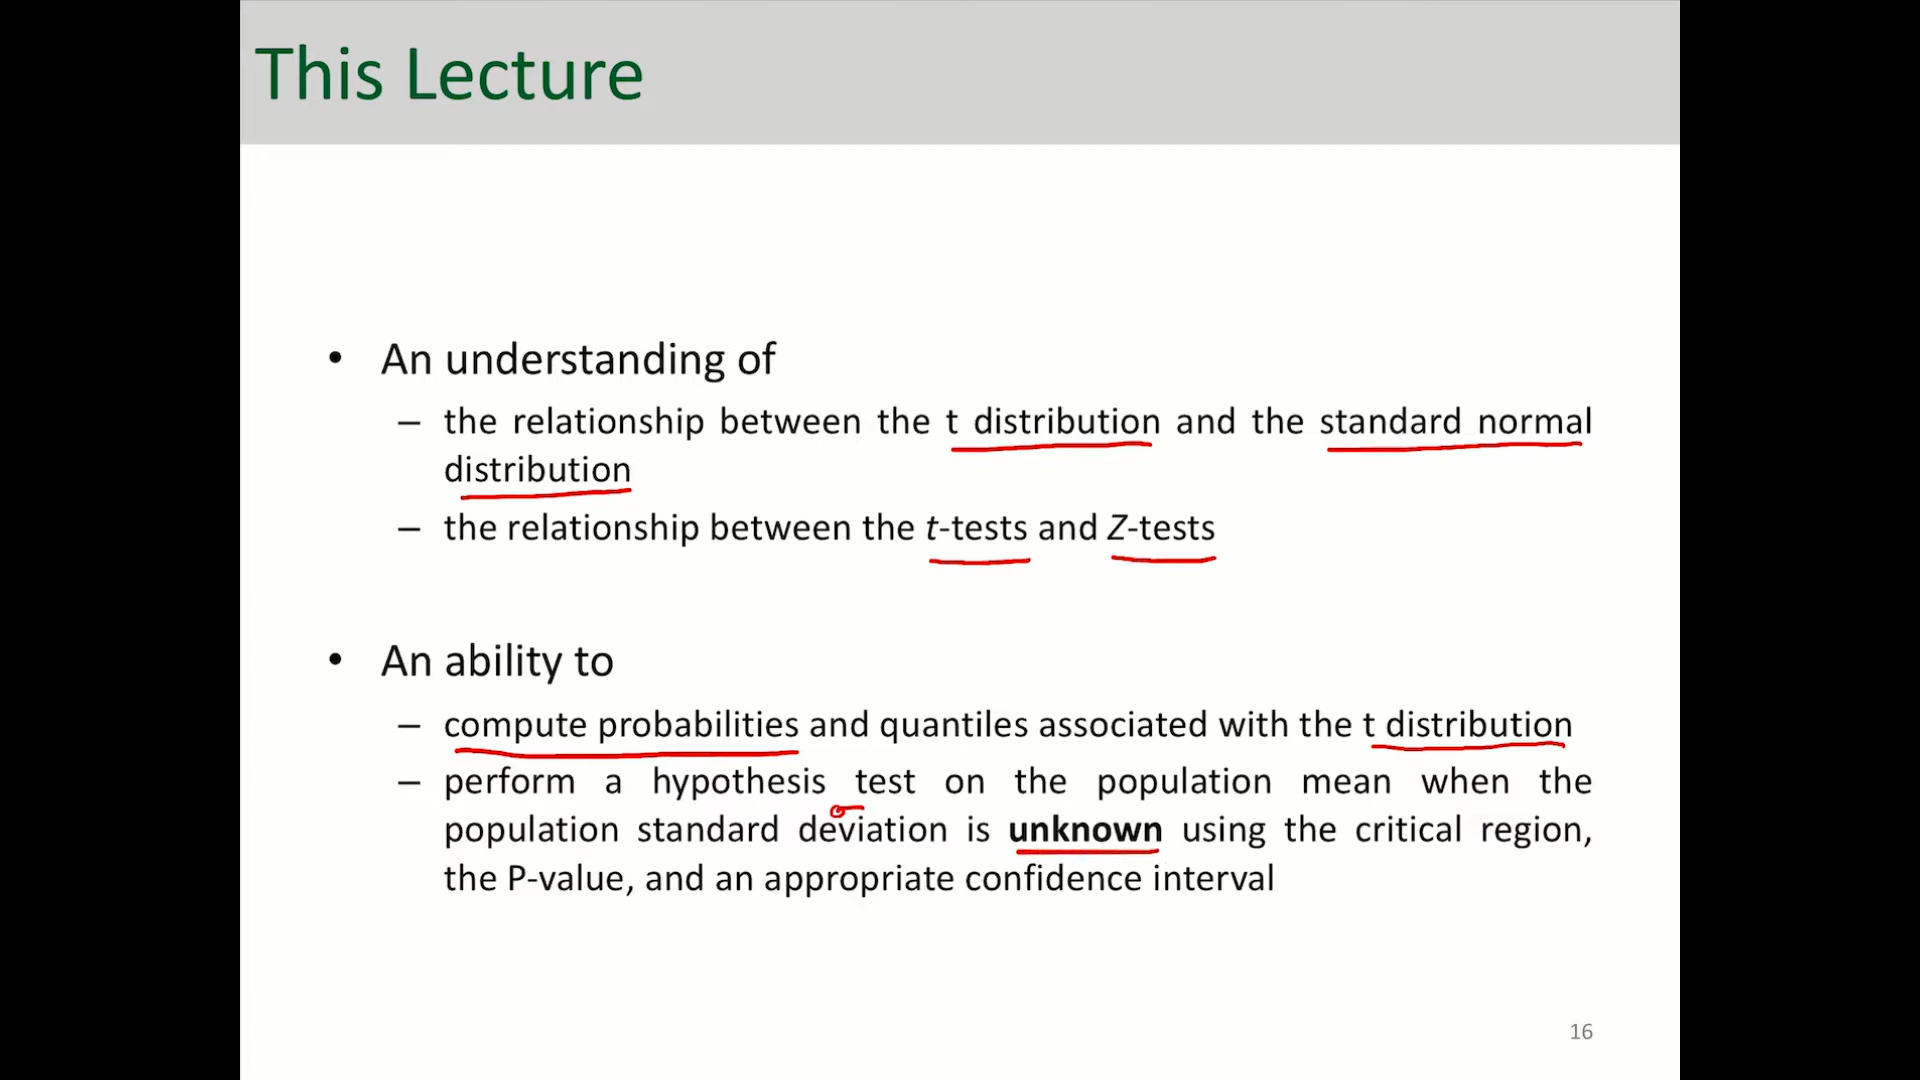 This Lecture
• An understanding of
– the relationship between the t distribution and the standard normal
distribution
– the relationship between the t-tests and Z-tests
• An ability to
– compute probabilities and quantiles associated with the t distribution
– perform a hypothesis test on the population mean when the
σ
population standard deviation is unknown using the critical region,
the P-value, and an appropriate confidence interval
16